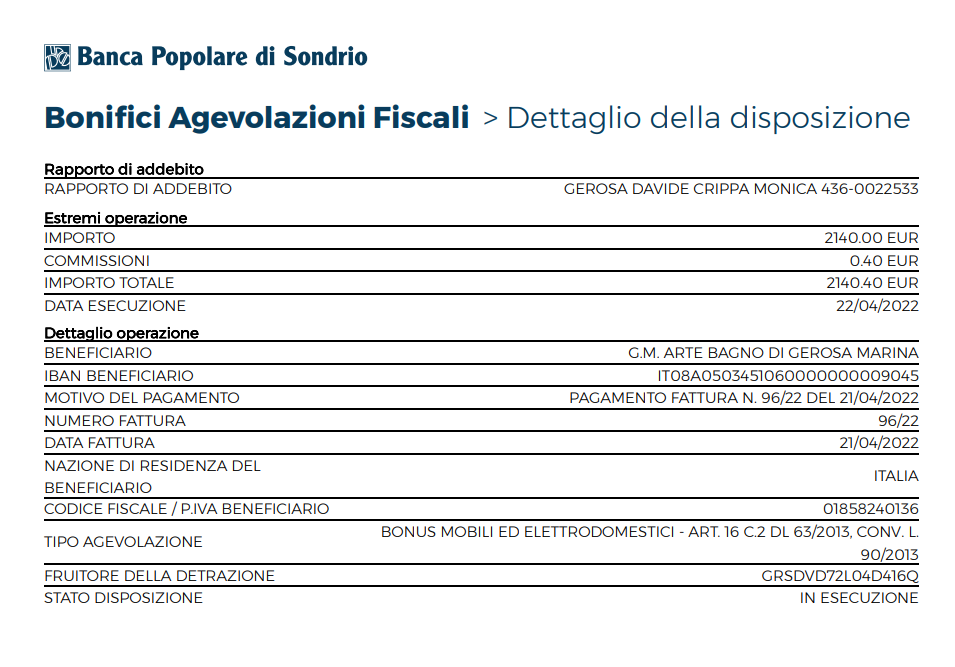 Banca Popolare di Sondrio
Bonifici Agevolazioni Fiscali > Dettaglio della disposizione
Rapporto di addebito
RAPPORTO DI ADDEBITO GEROSA DAVIDE CRIPPA MONICA 436-0022533
Estremi operazione
IMPORTO 2140.00 EUR
COMMISSIONI 0.40 EUR
IMPORTO TOTALE 2140.40 EUR
DATA ESECUZIONE 22/04/2022
Dettaglio operazione
BENEFICIARIO G.M. ARTE BAGNO DI GEROSA MARINA
IBAN BENEFICIARIO IT08A0503451060000000009045
MOTIVO DEL PAGAMENTO PAGAMENTO FATTURA N. 96/22 DEL 21/04/2022
NUMERO FATTURA 96/22
DATA FATTURA 21/04/2022
NAZIONE DI RESIDENZA DEL
BENEFICIARIO ITALIA
CODICE FISCALE / P.IVA BENEFICIARIO 01858240136
TIPO AGEVOLAZIONE BONUS MOBILI ED ELETTRODOMESTICI - ART. 16 C.2 DL 63/2013, CONV. L.
90/2013
FRUITORE DELLA DETRAZIONE GRSDVD72L04D416Q
STATO DISPOSIZIONE IN ESECUZIONE